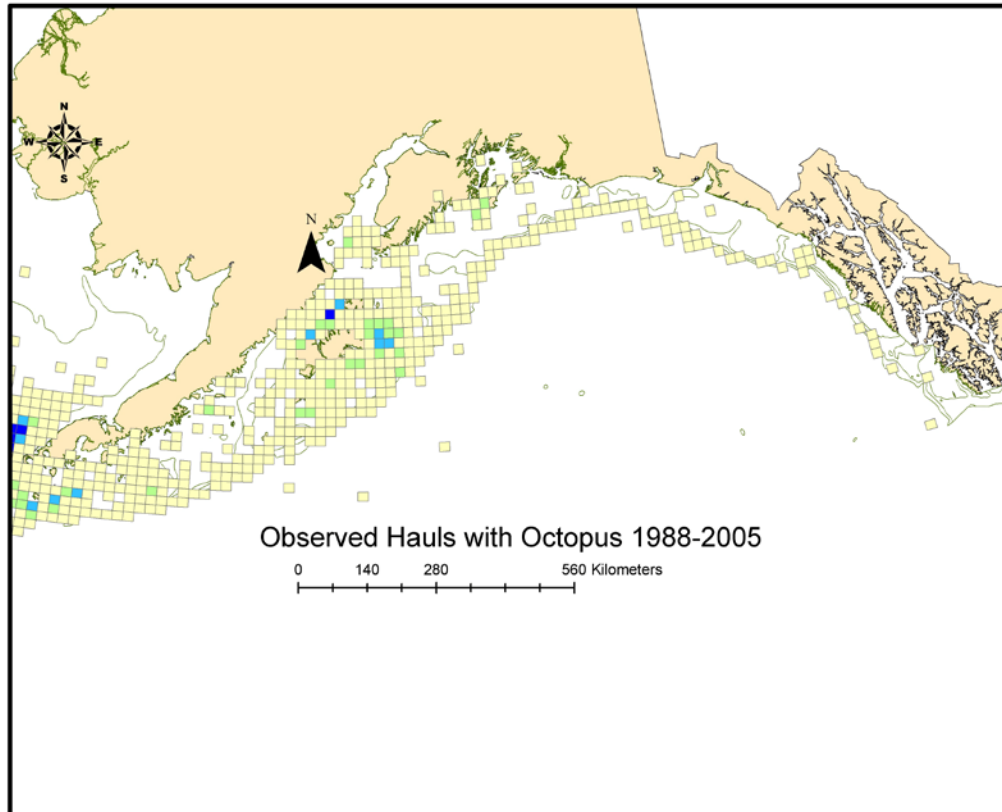 N
W E
S
N
Observed Hauls with Octopus 1988-2005
0 140 280 560 Kilometers